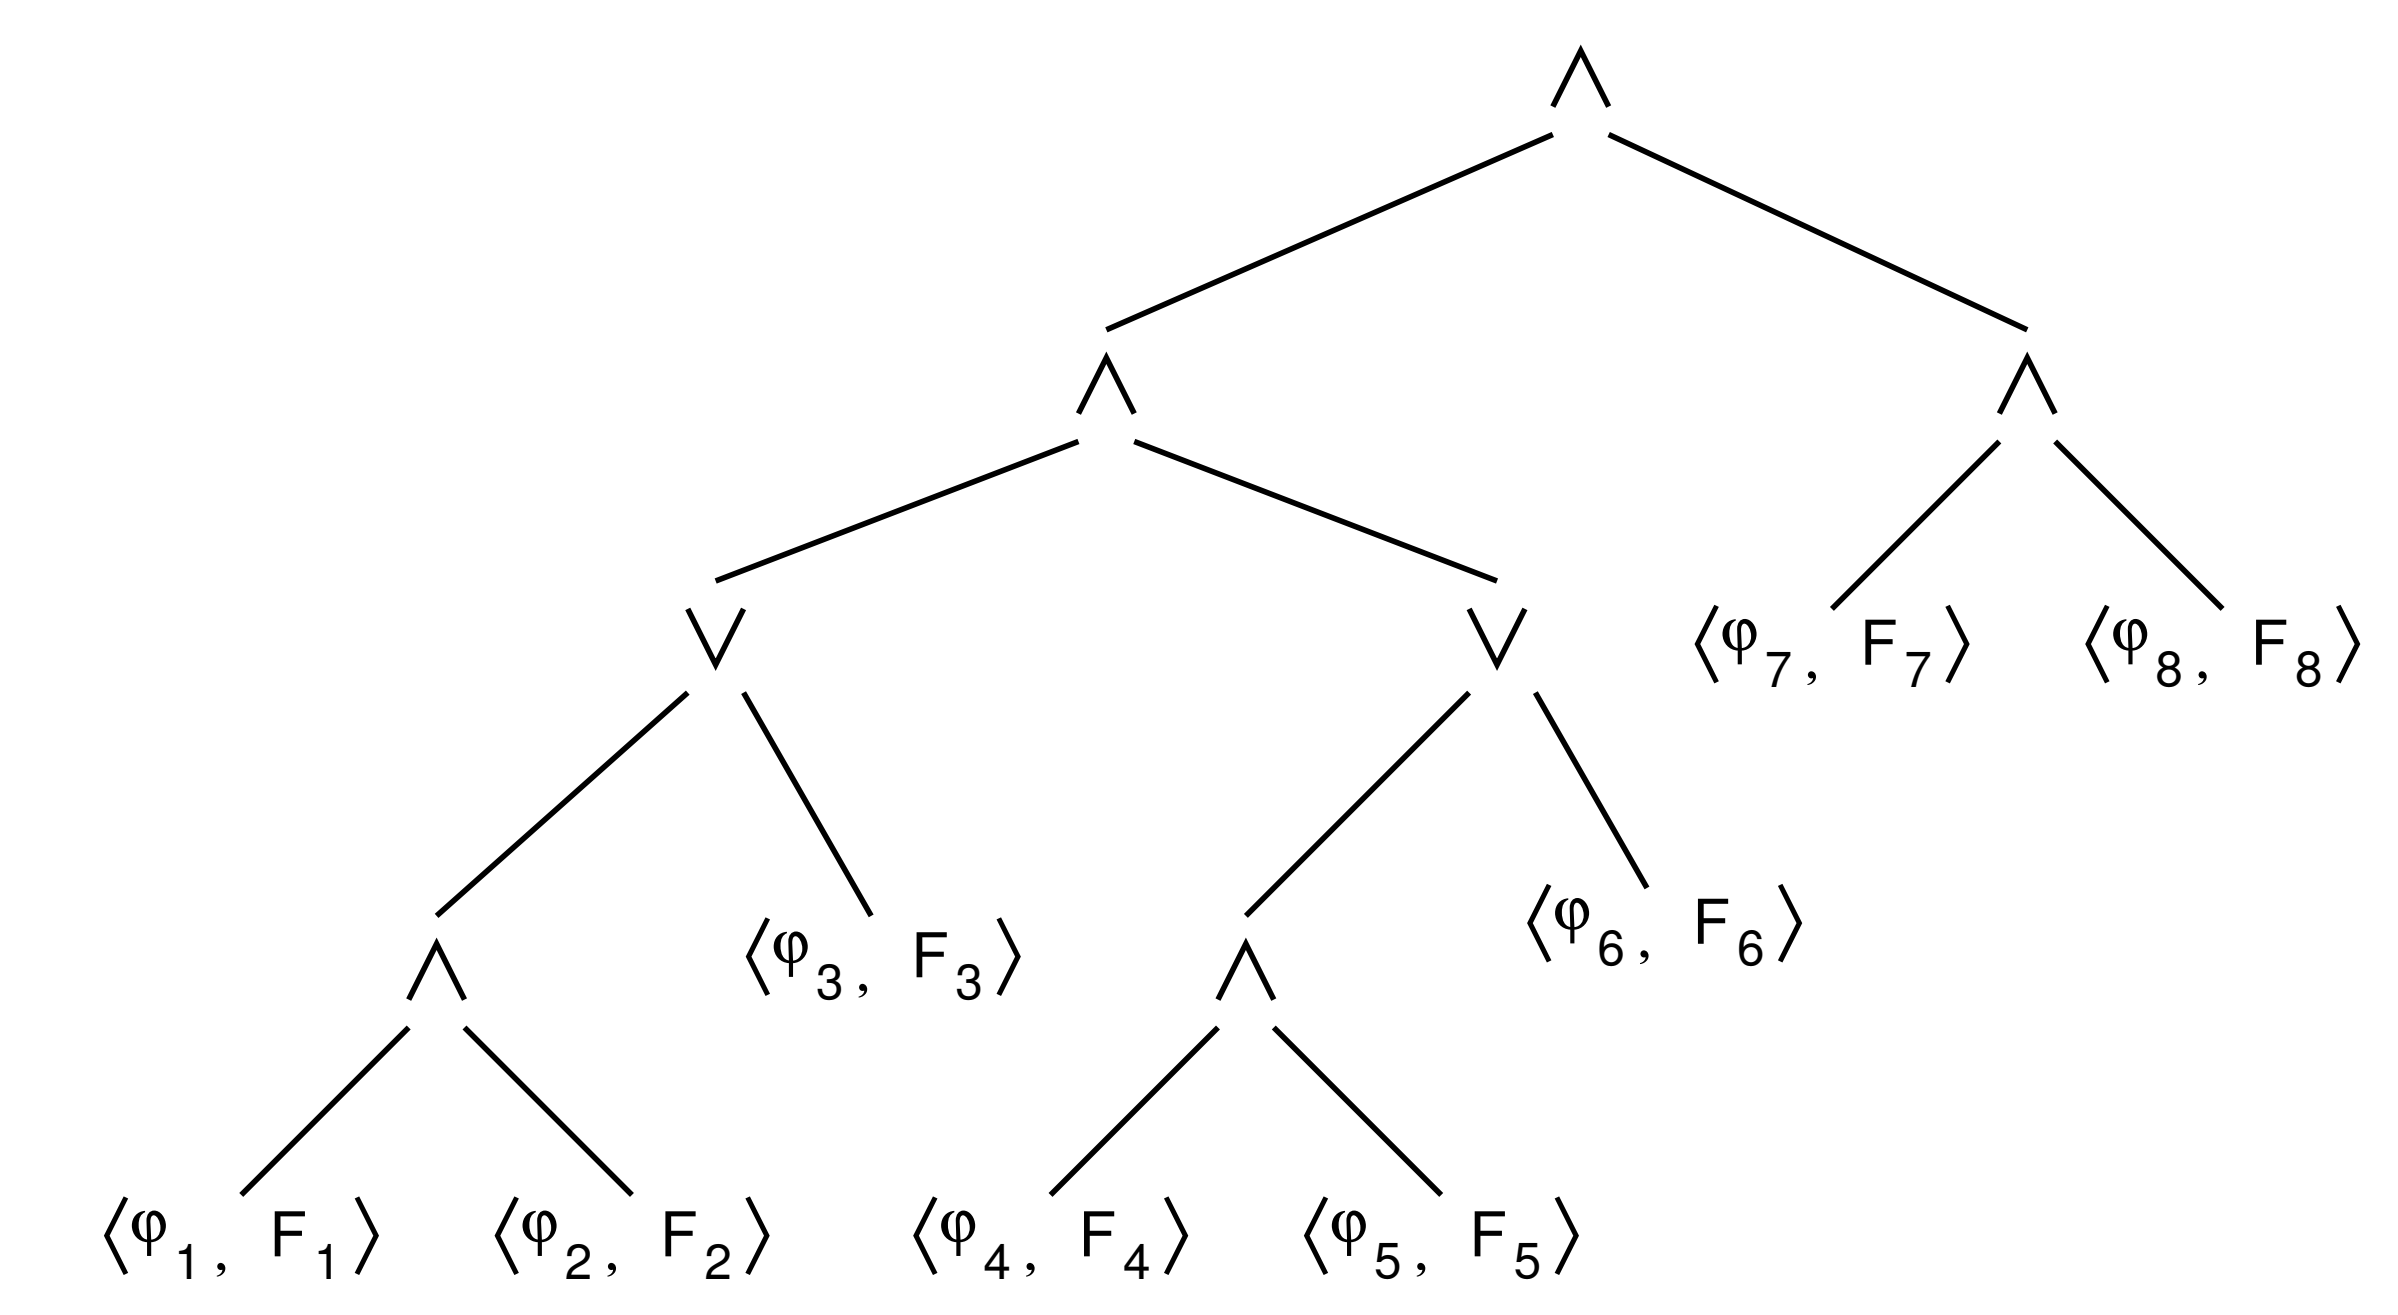 ∧
∧ ∧
∨ ∨
⟨φ7, F7⟩ ⟨φ8, F8⟩
⟨φ6, F6⟩
⟨φ3, F3⟩
∧ ∧
⟨φ1, F1⟩ ⟨φ2, F2⟩ ⟨φ4, F4⟩ ⟨φ5, F5⟩